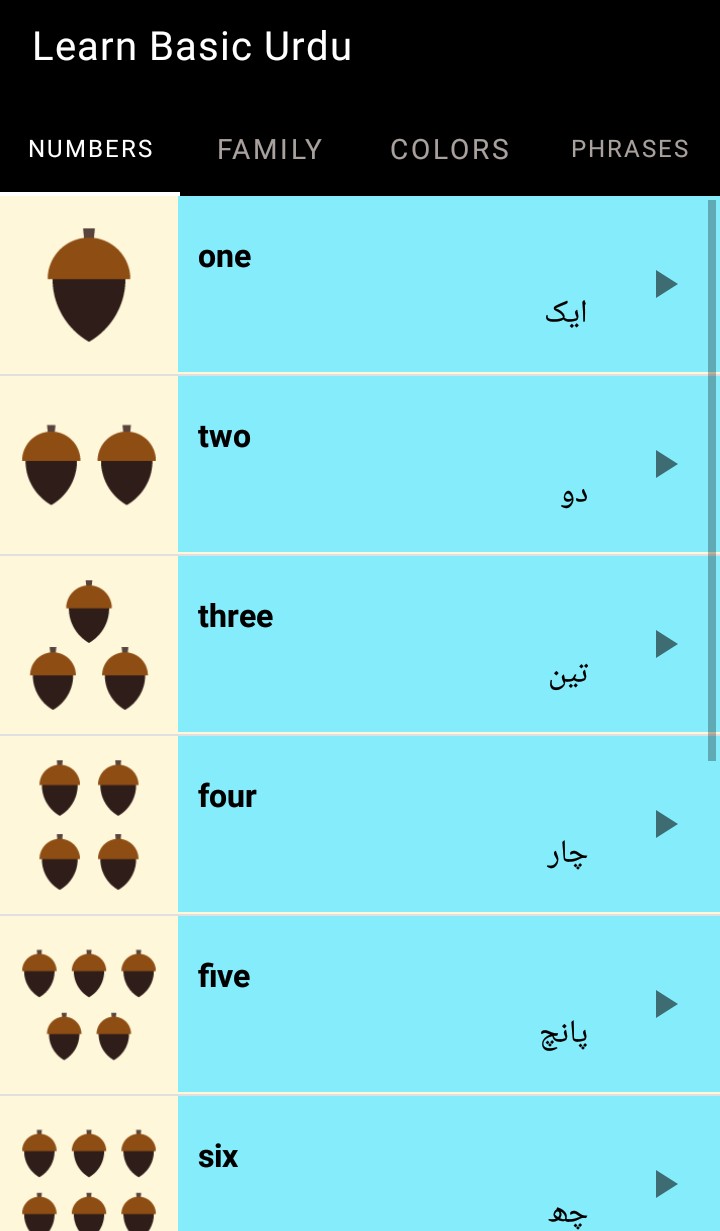 Learn Basic Urdu
NUMBERS FAMILY COLORS PHRASES
one
ایک
two
دو
three
تین
four
چار
five
پانچ
six
چھ